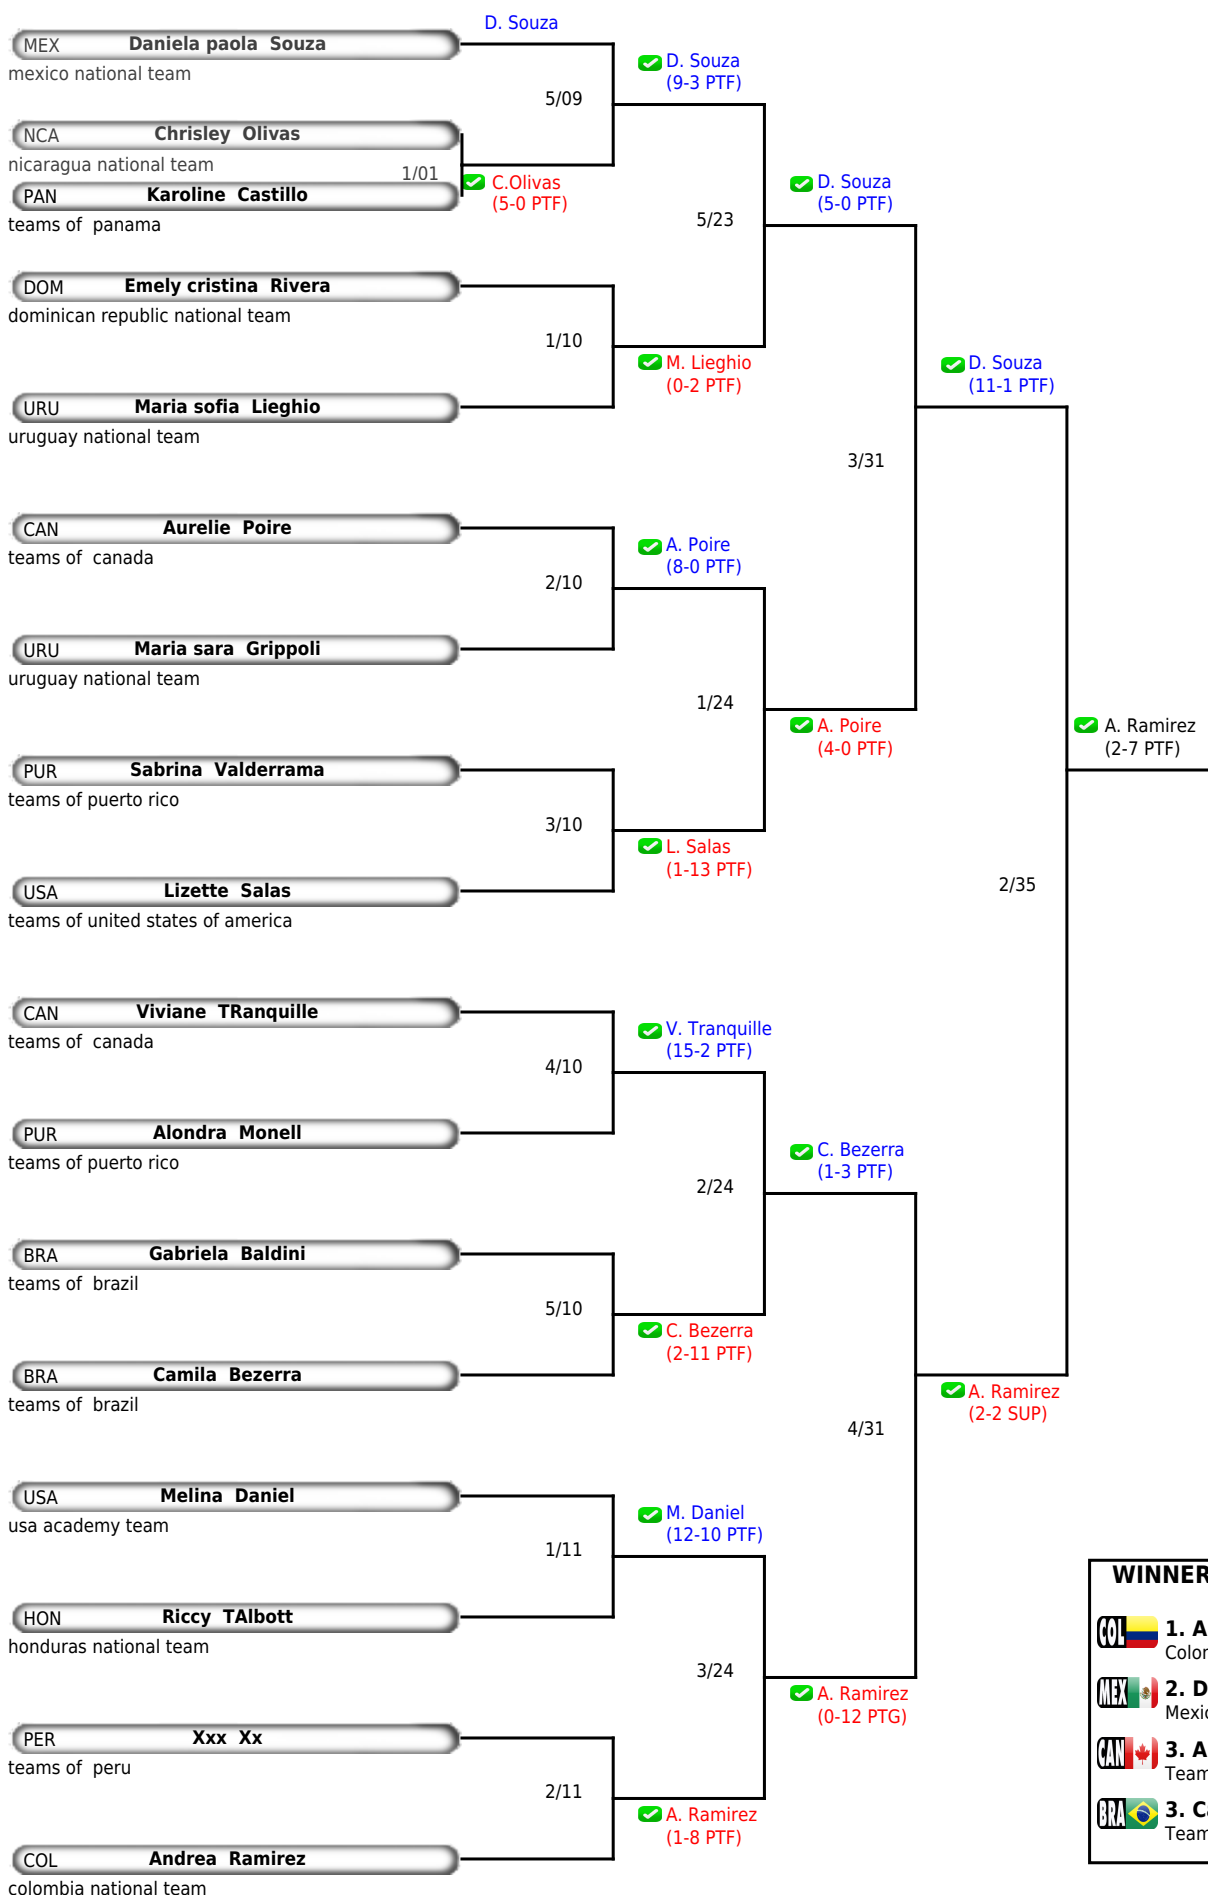 D. Souza
MEX Daniela paola Souza
mexico national team
D. Souza
(9-3 PTF)
5/09
NCA Chrisley Olivas
nicaragua national team
1/01
C.Olivas
(5-0 PTF)
PAN Karoline Castillo
teams of panama
D. Souza
(5-0 PTF)
5/23
DOM Emely cristina Rivera
dominican republic national team
1/10
M. Lieghio
(0-2 PTF)
D. Souza
(11-1 PTF)
URU Maria sofia Lieghio
uruguay national team
3/31
CAN Aurelie Poire
teams of canada
A. Poire
(8-0 PTF)
2/10
URU Maria sara Grippoli
uruguay national team
1/24
A. Poire
(4-0 PTF)
A. Ramirez
(2-7 PTF)
PUR Sabrina Valderrama
teams of puerto rico
3/10
L. Salas
(1-13 PTF)
USA Lizette Salas
teams of united states of america
2/35
CAN Viviane TRanquille
teams of canada
V. Tranquille
(15-2 PTF)
4/10
PUR Alondra Monell
teams of puerto rico
C. Bezerra
(1-3 PTF)
2/24
BRA Gabriela Baldini
teams of brazil
5/10
C. Bezerra
(2-11 PTF)
BRA Camila Bezerra
teams of brazil
A. Ramirez
(2-2 SUP)
4/31
USA Melina Daniel
usa academy team
M. Daniel
(12-10 PTF)
1/11
HON Riccy TAlbott
honduras national team
3/24
A. Ramirez
(0-12 PTG)
PER Xxx Xx
teams of peru
2/11
A. Ramirez
(1-8 PTF)
COL Andrea Ramirez
colombia national team
WINNER
COL 1. A
Color
MEX 2. D
Mexic
CAN 3. A
Team
BRA 3. Ca
Team